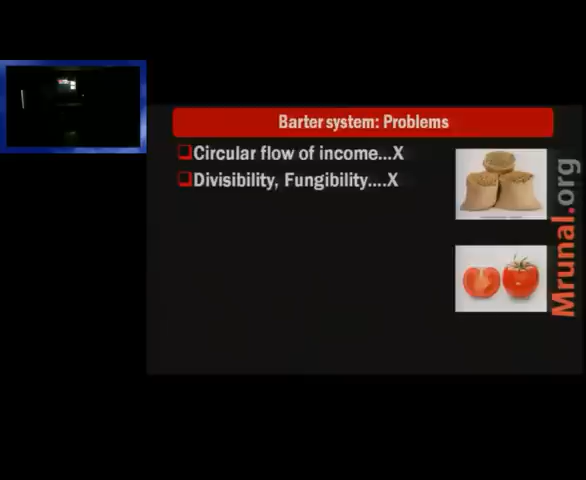 Barter system: Problems
❑Circular flow of income...X
❑Divisibility, Fungibility....X
Mrunal.org